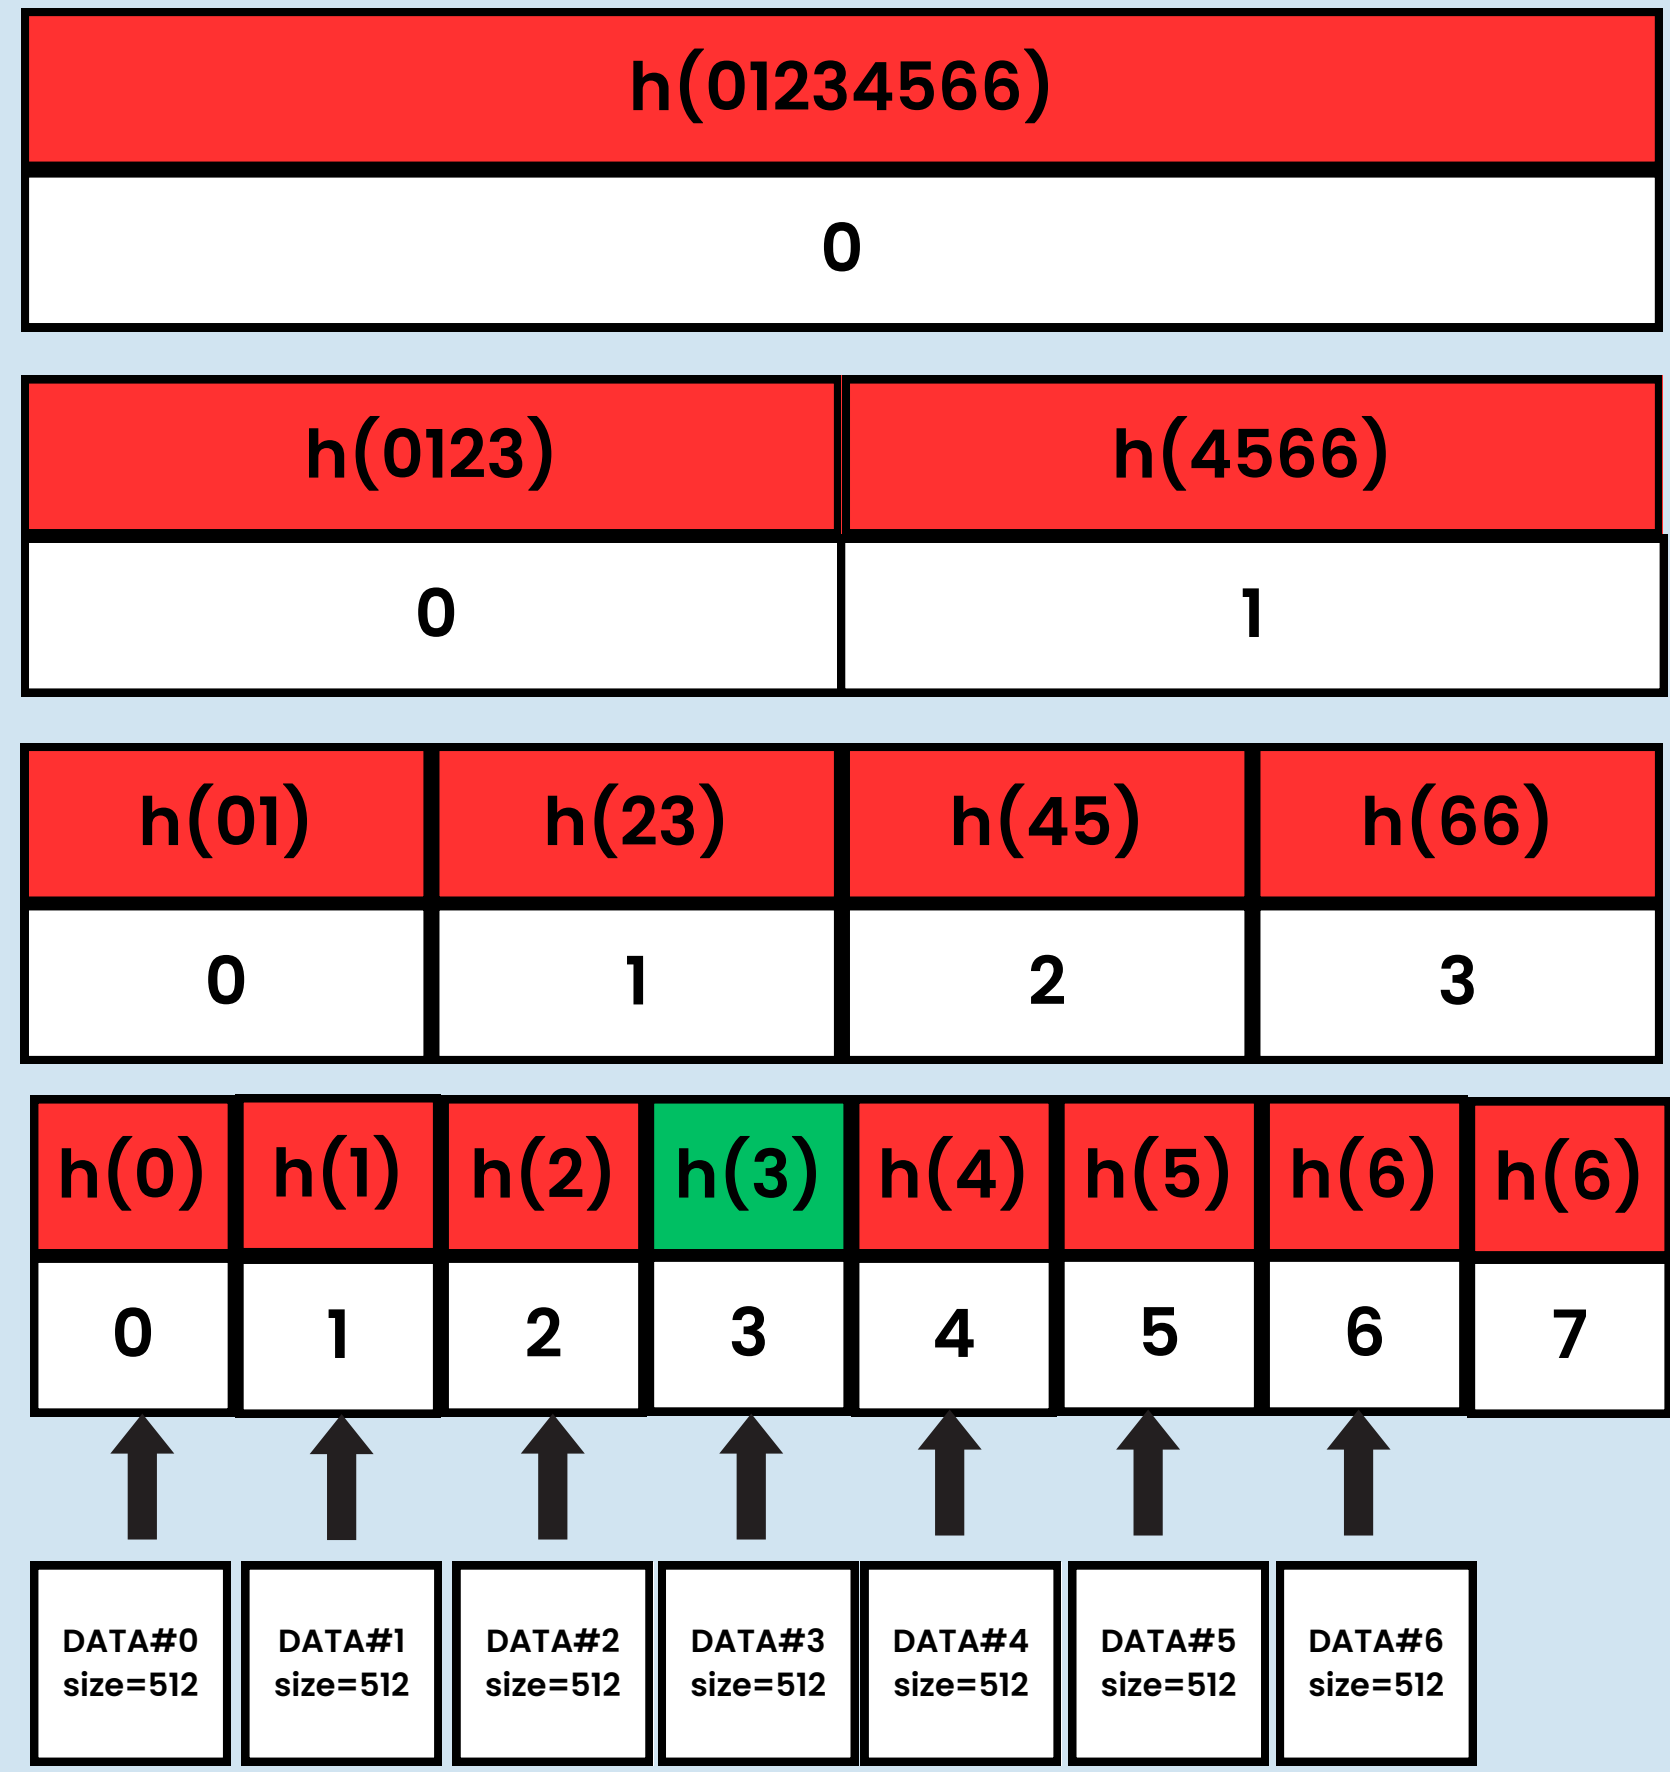 h(01234566)
0
h(0123) h(4566)
0 1
h(01) h(23) h(45) h(66)
0 1 2 3
h(0) h(1) h(2) h(3) h(4) h(5) h(6) h(6)
0 1 2 3 4 5 6 7
DATA#0 DATA#1 DATA#2 DATA#3 DATA#4 DATA#5 DATA#6
size=512 size=512 size=512 size=512 size=512 size=512 size=512